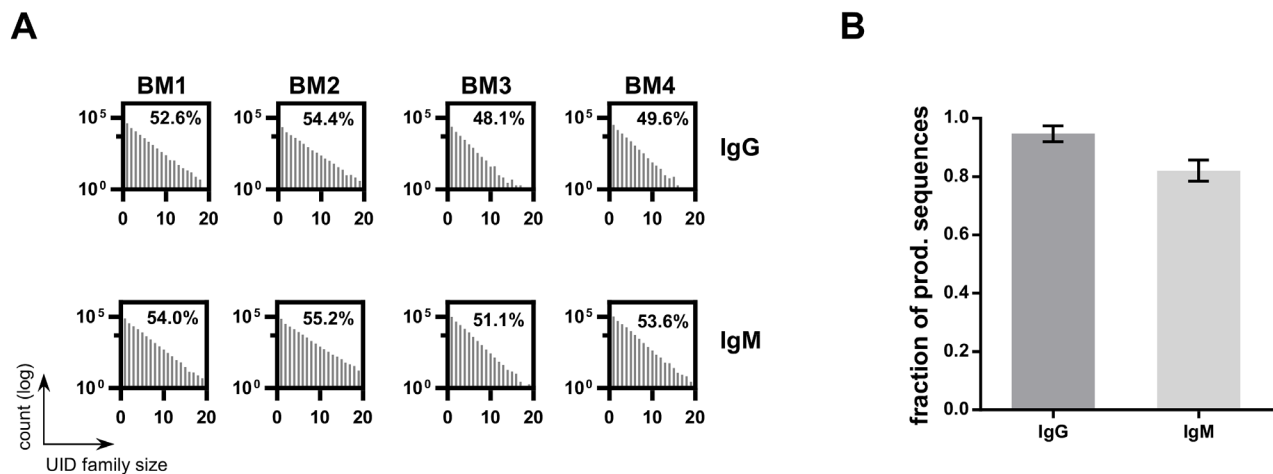 A
B
BM1 BM2 BM3 BM4
10⁵ 52.6% 54.4% 48.1% 49.6%
10⁵ 10⁵ 10⁵
IgG
10⁰ 10⁰ 10⁰ 10⁰
0 10 20 0 10 20 0 10 20 0 10 20
10⁵ 54.0% 10⁵ 55.2% 10⁵ 51.1% 10⁵ 53.6%
IgM
10⁰ 10⁰ 10⁰ 10⁰
0 10 20 0 10 20 0 10 20 0 10 20
count (log)
UID family size
fraction of prod. sequences
1.0
0.8
0.6
0.4
0.2
0.0
IgG IgM